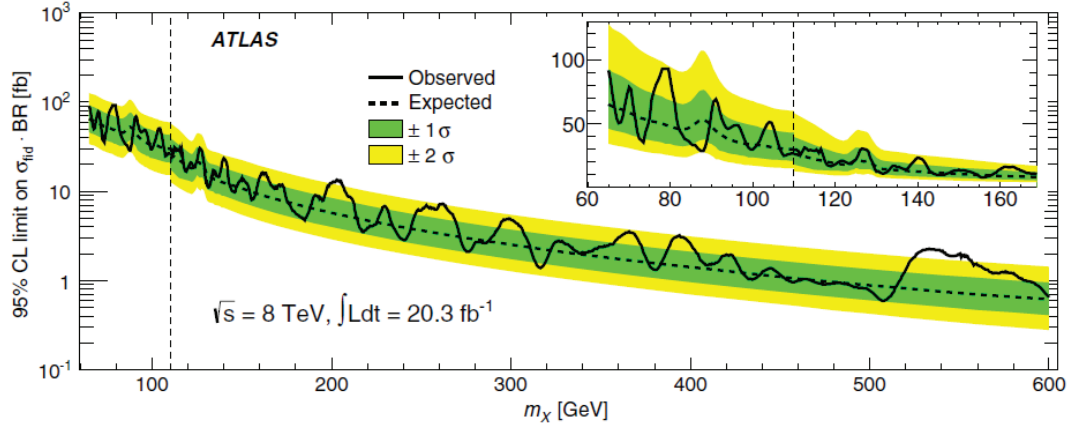 ATLAS
Observed
Expected
± 1 σ
± 2 σ
√s = 8 TeV, ∫Ldt = 20.3 fb⁻¹
95% CL limit on σfid · BR [fb]
10³
10²
10
1
10⁻¹
100 200 300 400 500 600
mX [GeV]
100
50
60 80 100 120 140 160